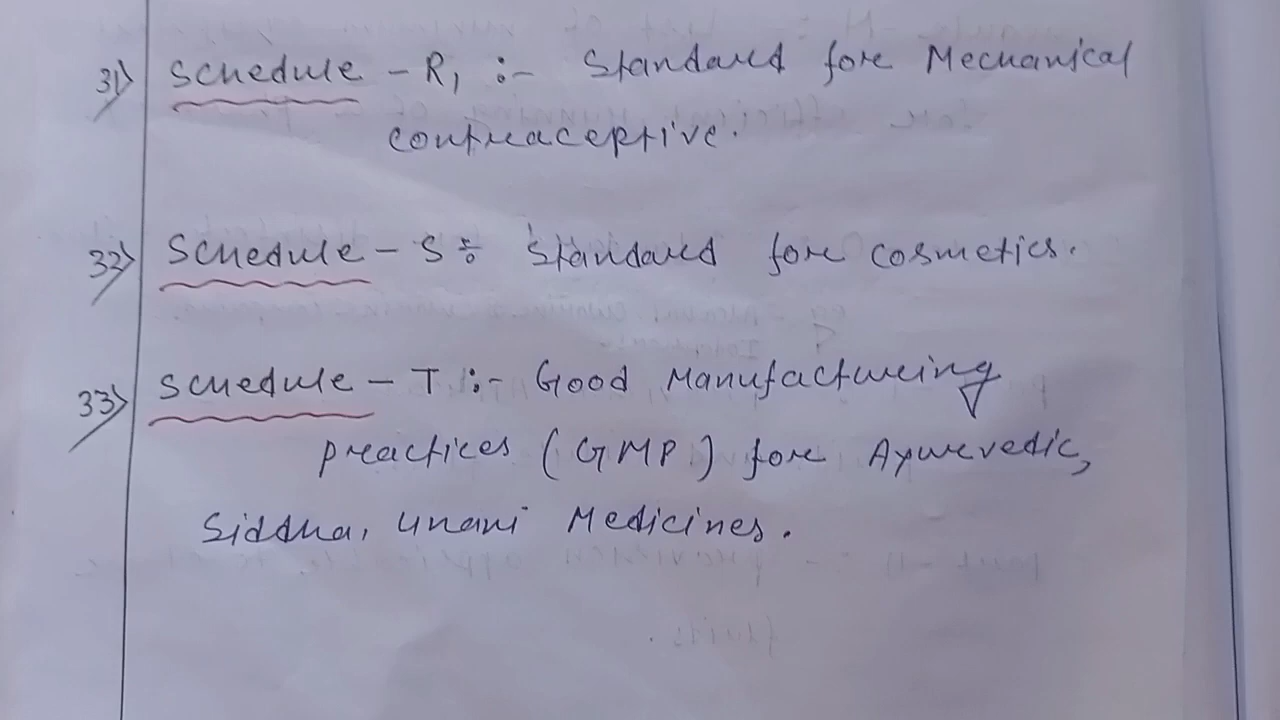 31) Schedule - R1 :- Standard for Mechanical
contraceptive.
32) Schedule - S :- Standard for cosmetics.
33) Schedule - T :- Good Manufacturing
practices (GMP) for Ayurvedic,
Siddha, Unani Medicines.